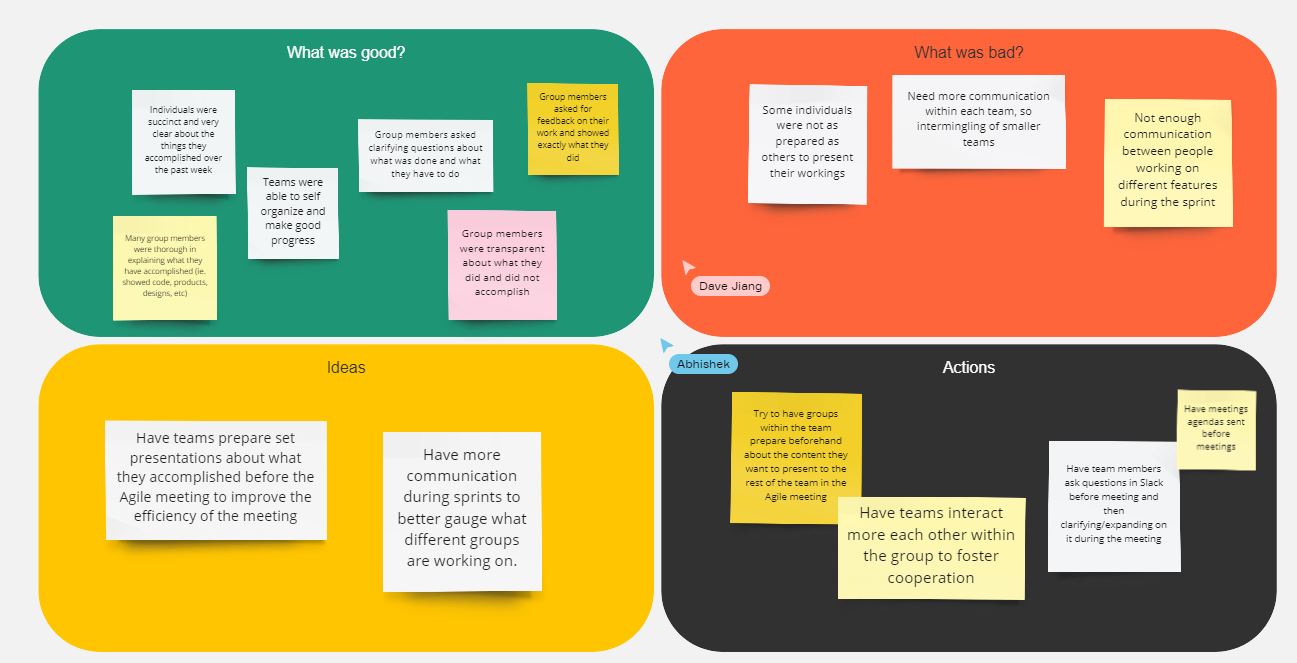 What was good?
Individuals were
succinct and very
clear about the
things they
accomplished over
the past week
Teams were
able to self
organize and
make good
progress
Group members asked
clarifying questions about
what was done and what
they have to do
Group members
asked for
feedback on their
work and showed
exactly what they
did
Many group members
were thorough in
explaining what they
have accomplished (ie.
showed code, products,
designs, etc)
Group members
were transparent
about what they
did and did not
accomplish
What was bad?
Some individuals
were not as
prepared as
others to present
their workings
Need more communication
within each team, so
intermingling of smaller
teams
Not enough
communication
between people
working on
different features
during the sprint
Dave Jiang
Ideas
Have teams prepare set
presentations about what
they accomplished before the
Agile meeting to improve the
efficiency of the meeting
Have more
communication
during sprints to
better gauge what
different groups
are working on.
Abhishek
Actions
Try to have groups
within the team
prepare beforehand
about the content they
want to present to the
rest of the team in the
Agile meeting
Have teams interact
more each other within
the group to foster
cooperation
Have team members
ask questions in Slack
before meeting and
then
clarifying/expanding on
it during the meeting
Have meetings
agendas sent
before
meetings